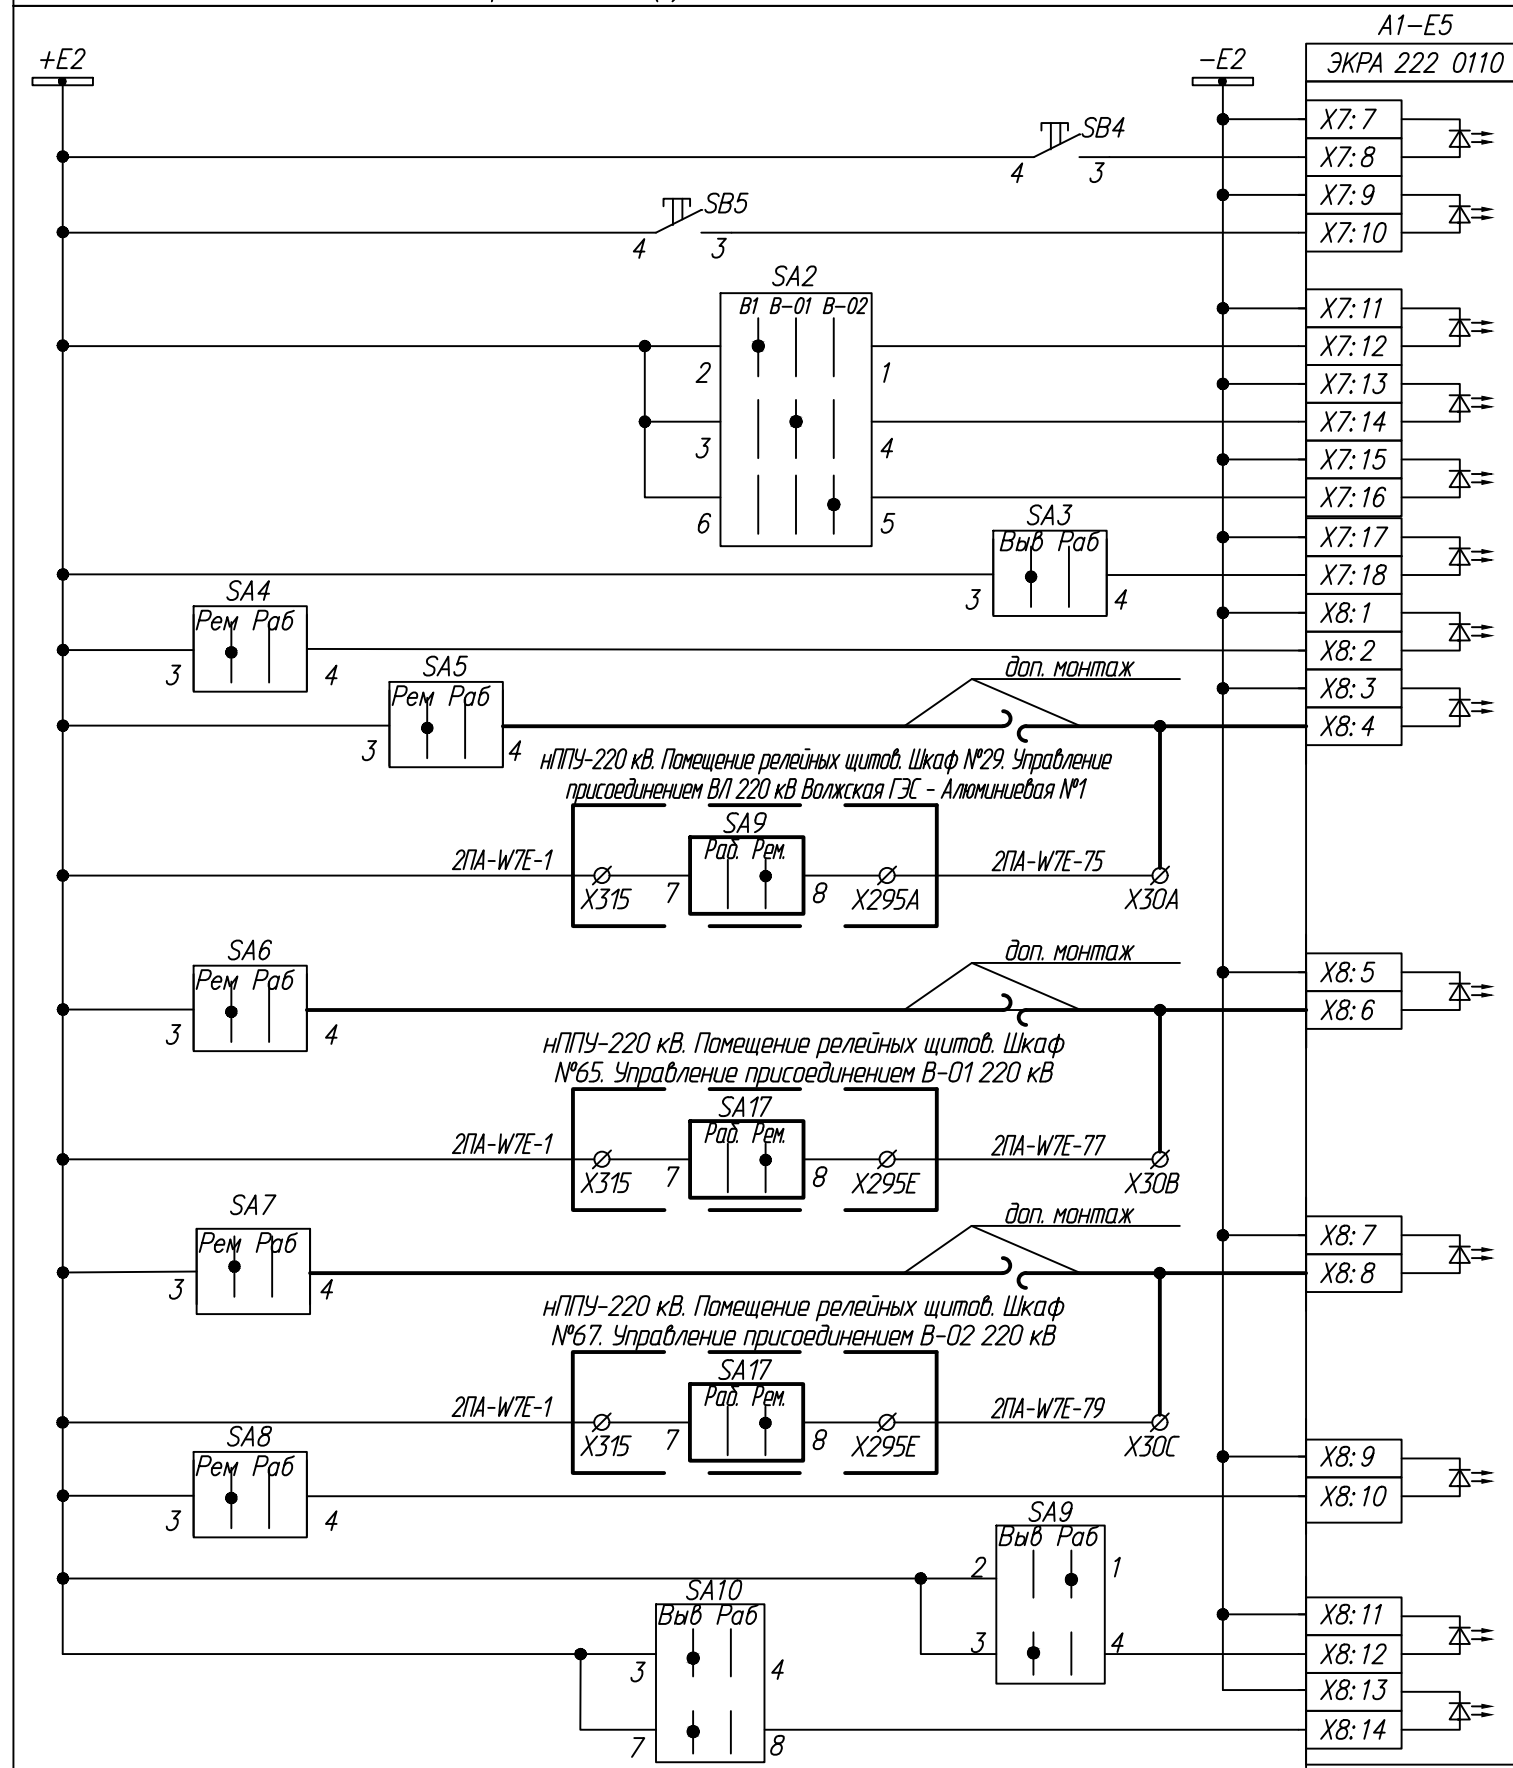 A1-E5
+E2
-E2
ЭКРА 222 0110
X7:7
SB4
X7:8
4
3
X7:9
SB5
X7:10
4
3
SA2
B1 B-01 B-02
X7:11
X7:12
2
1
X7:13
X7:14
3
4
X7:15
X7:16
6
5
SA3
Выв Раб
X7:17
X7:18
3
4
SA4
Рем Раб
X8:1
X8:2
3
4
SA5
Рем Раб
доп. монтаж
X8:3
X8:4
3
4
нППУ-220 кВ. Помещение релейных щитов. Шкаф №29. Управление
присоединением ВЛ 220 кВ Волжская ГЭС - Алюминиевая №1
SA9
Раб. Рем.
2ПА-W7E-1
2ПА-W7E-75
X315
7
8
X295A
X30A
SA6
Рем Раб
доп. монтаж
X8:5
X8:6
3
4
нППУ-220 кВ. Помещение релейных щитов. Шкаф
№65. Управление присоединением В-01 220 кВ
SA17
Раб. Рем.
2ПА-W7E-1
2ПА-W7E-77
X315
7
8
X295E
X30B
SA7
Рем Раб
доп. монтаж
X8:7
X8:8
3
4
нППУ-220 кВ. Помещение релейных щитов. Шкаф
№67. Управление присоединением В-02 220 кВ
SA17
Раб. Рем.
2ПА-W7E-1
2ПА-W7E-79
X315
7
8
X295E
X30C
SA8
Рем Раб
X8:9
X8:10
3
4
SA9
Выв Раб
2
1
SA10
Выв Раб
X8:11
3
4
X8:12
3
4
X8:13
X8:14
7
8